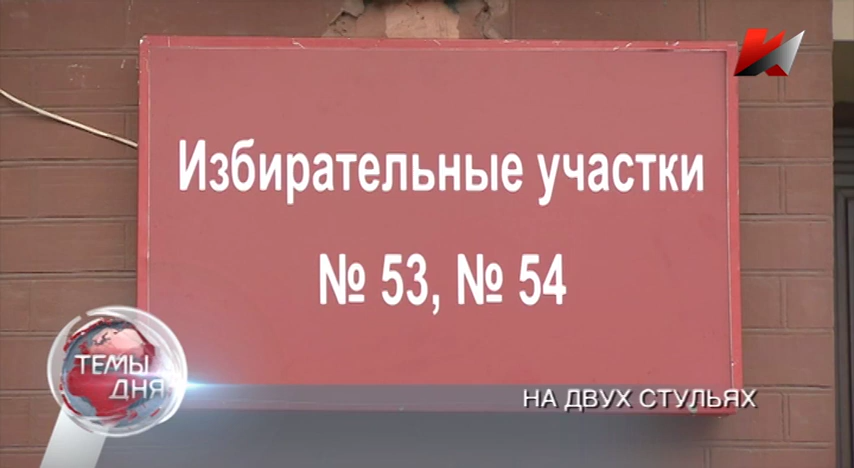 Избирательные участки
№ 53, № 54
ТЕМЫ
ДНЯ
НА ДВУХ СТУЛЬЯХ